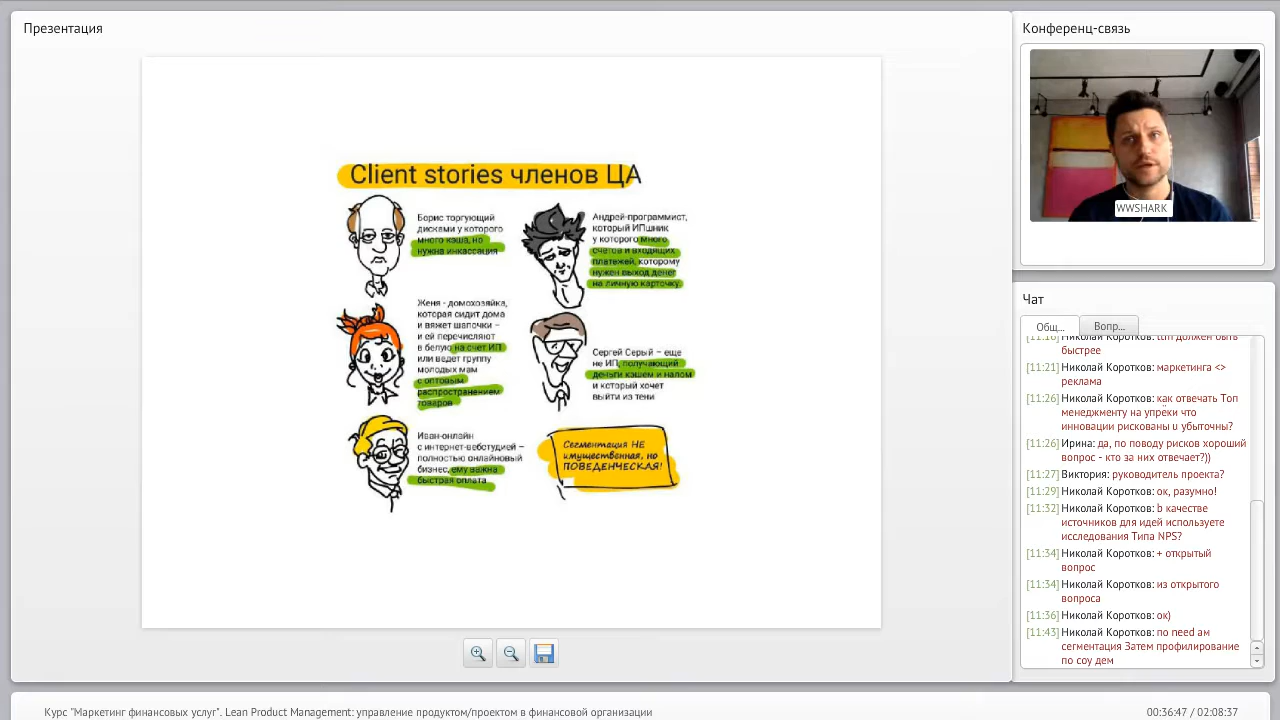 Презентация
Client stories членов ЦА
Борис торгующий
дисками у которого
много кэша, но
нужна инкассация
Андрей-программист,
который ИПшник
у которого много
счетов и входящих
платежей, которому
нужен выход денег
на личную карточку.
Женя - домохозяйка,
которая сидит дома
и вяжет шапочки –
и ей перечисляют
в белую на счет ИП
или ведет группу
молодых мам
с оптовым
распространением
товаров
Сергей Серый – еще
не ИП, получающий
деньги кэшем и налом
и который хочет
выйти из тени
Иван-онлайн
с интернет-вебстудией –
полностью онлайновый
бизнес, ему важна
быстрая оплата
Сегментация НЕ
имущественная, но
ПОВЕДЕНЧЕСКАЯ!
Конференц-связь
WWSHARK
Чат
Общ...
Вопр...
[11:16] Николай Коротков: ttm должен быть
быстрее
[11:21] Николай Коротков: маркетинга <>
реклама
[11:26] Николай Коротков: как отвечать Топ
менеджменту на упрёки что
инновации рискованы и убыточны?
[11:26] Ирина: да, по поводу рисков хороший
вопрос - кто за них отвечает?))
[11:27] Виктория: руководитель проекта?
[11:29] Николай Коротков: ок, разумно!
[11:32] Николай Коротков: b качестве
источников для идей используете
исследования Типа NPS?
[11:34] Николай Коротков: + открытый
вопрос
[11:34] Николай Коротков: из открытого
вопроса
[11:36] Николай Коротков: ок)
[11:43] Николай Коротков: по need ам
сегментация Затем профилирование
по соу дем
Курс "Маркетинг финансовых услуг". Lean Product Management: управление продуктом/проектом в финансовой организации
00:36:47 / 02:08:37